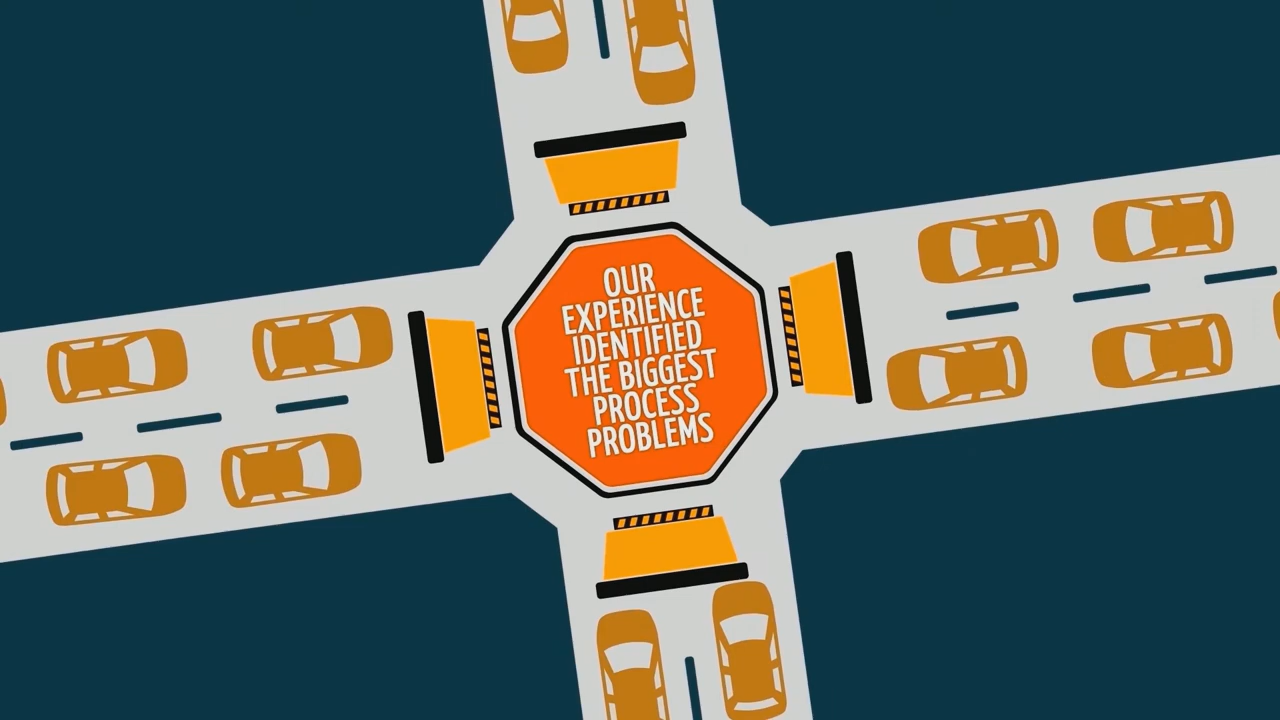 OUR
EXPERIENCE
IDENTIFIED
THE BIGGEST
PROCESS
PROBLEMS